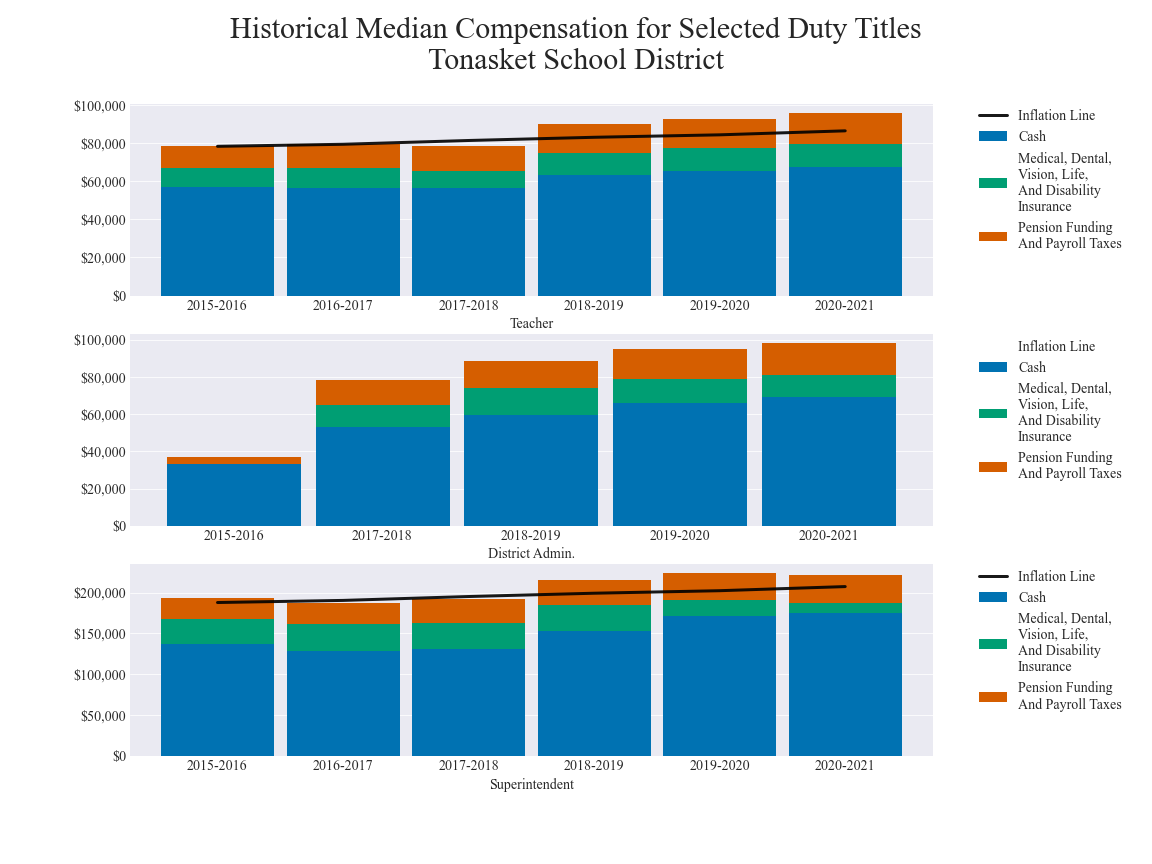 Historical Median Compensation for Selected Duty Titles
Tonasket School District
$100,000
$80,000
$60,000
$40,000
$20,000
$0
2015-2016 2016-2017 2017-2018 2018-2019 2019-2020 2020-2021
Teacher
Inflation Line
Cash
Medical, Dental,
Vision, Life,
And Disability
Insurance
Pension Funding
And Payroll Taxes
$100,000
$80,000
$60,000
$40,000
$20,000
$0
2015-2016 2017-2018 2018-2019 2019-2020 2020-2021
District Admin.
Inflation Line
Cash
Medical, Dental,
Vision, Life,
And Disability
Insurance
Pension Funding
And Payroll Taxes
$200,000
$150,000
$100,000
$50,000
$0
2015-2016 2016-2017 2017-2018 2018-2019 2019-2020 2020-2021
Superintendent
Inflation Line
Cash
Medical, Dental,
Vision, Life,
And Disability
Insurance
Pension Funding
And Payroll Taxes